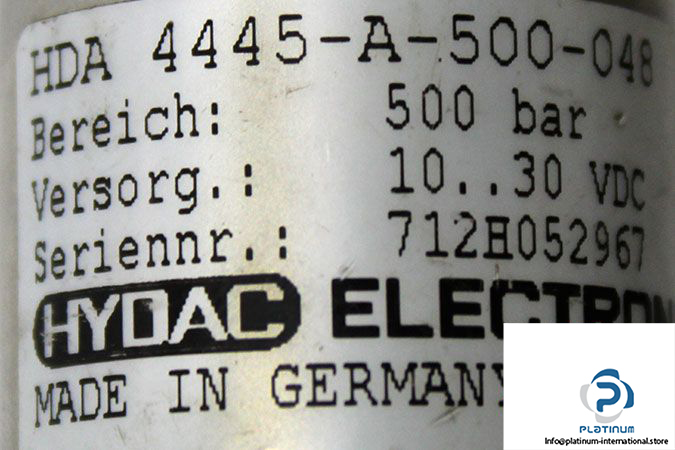 HDA 4445-A-500-048
Bereich: 500 bar
Versorg.: 10..30 VDC
Seriennr.: 712H052967
HYDAC ELECTRON
MADE IN GERMANY
PLATINUM
Info@platinum-international.store